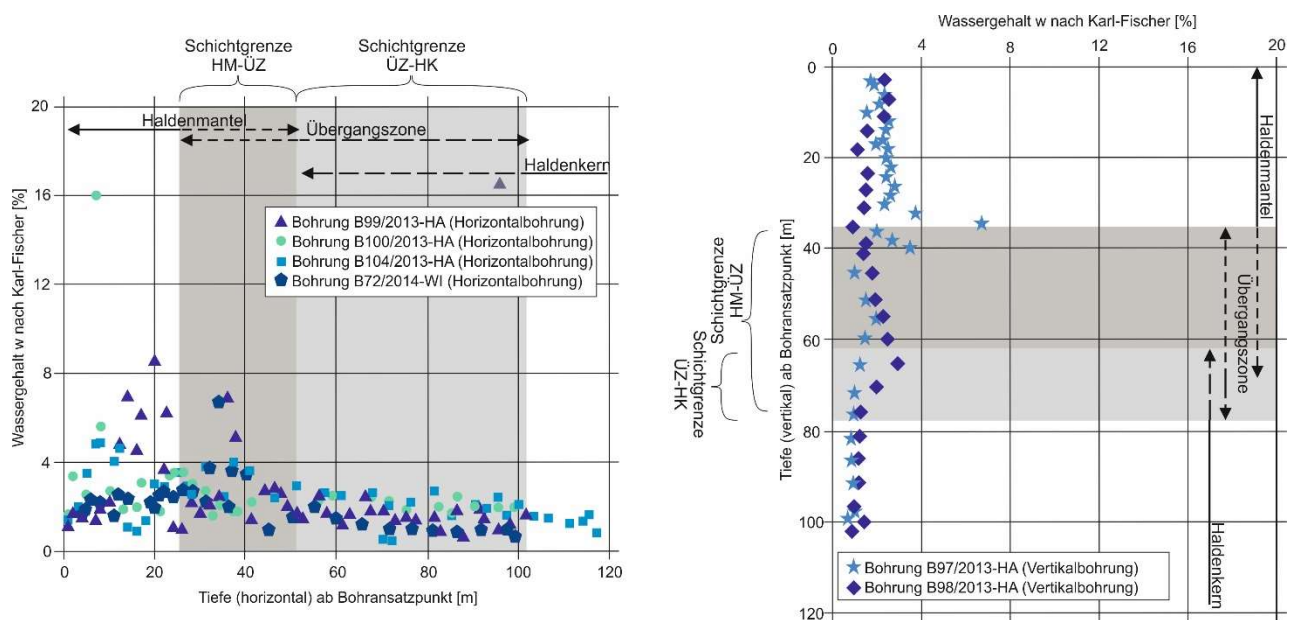 Schichtgrenze
HM-ÜZ
Schichtgrenze
ÜZ-HK
Wassergehalt w nach Karl-Fischer [%]
20
16
12
8
4
0
Haldenmantel
Übergangszone
Haldenkern
Bohrung B99/2013-HA (Horizontalbohrung)
Bohrung B100/2013-HA (Horizontalbohrung)
Bohrung B104/2013-HA (Horizontalbohrung)
Bohrung B72/2014-WI (Horizontalbohrung)
0 20 40 60 80 100 120
Tiefe (horizontal) ab Bohransatzpunkt [m]
Wassergehalt w nach Karl-Fischer [%]
0 4 8 12 16 20
0
20
40
60
80
100
120
Tiefe (vertikal) ab Bohransatzpunkt [m]
Schichtgrenze
HM-ÜZ
Schichtgrenze
ÜZ-HK
Haldenmantel
Übergangszone
Haldenkern
Bohrung B97/2013-HA (Vertikalbohrung)
Bohrung B98/2013-HA (Vertikalbohrung)